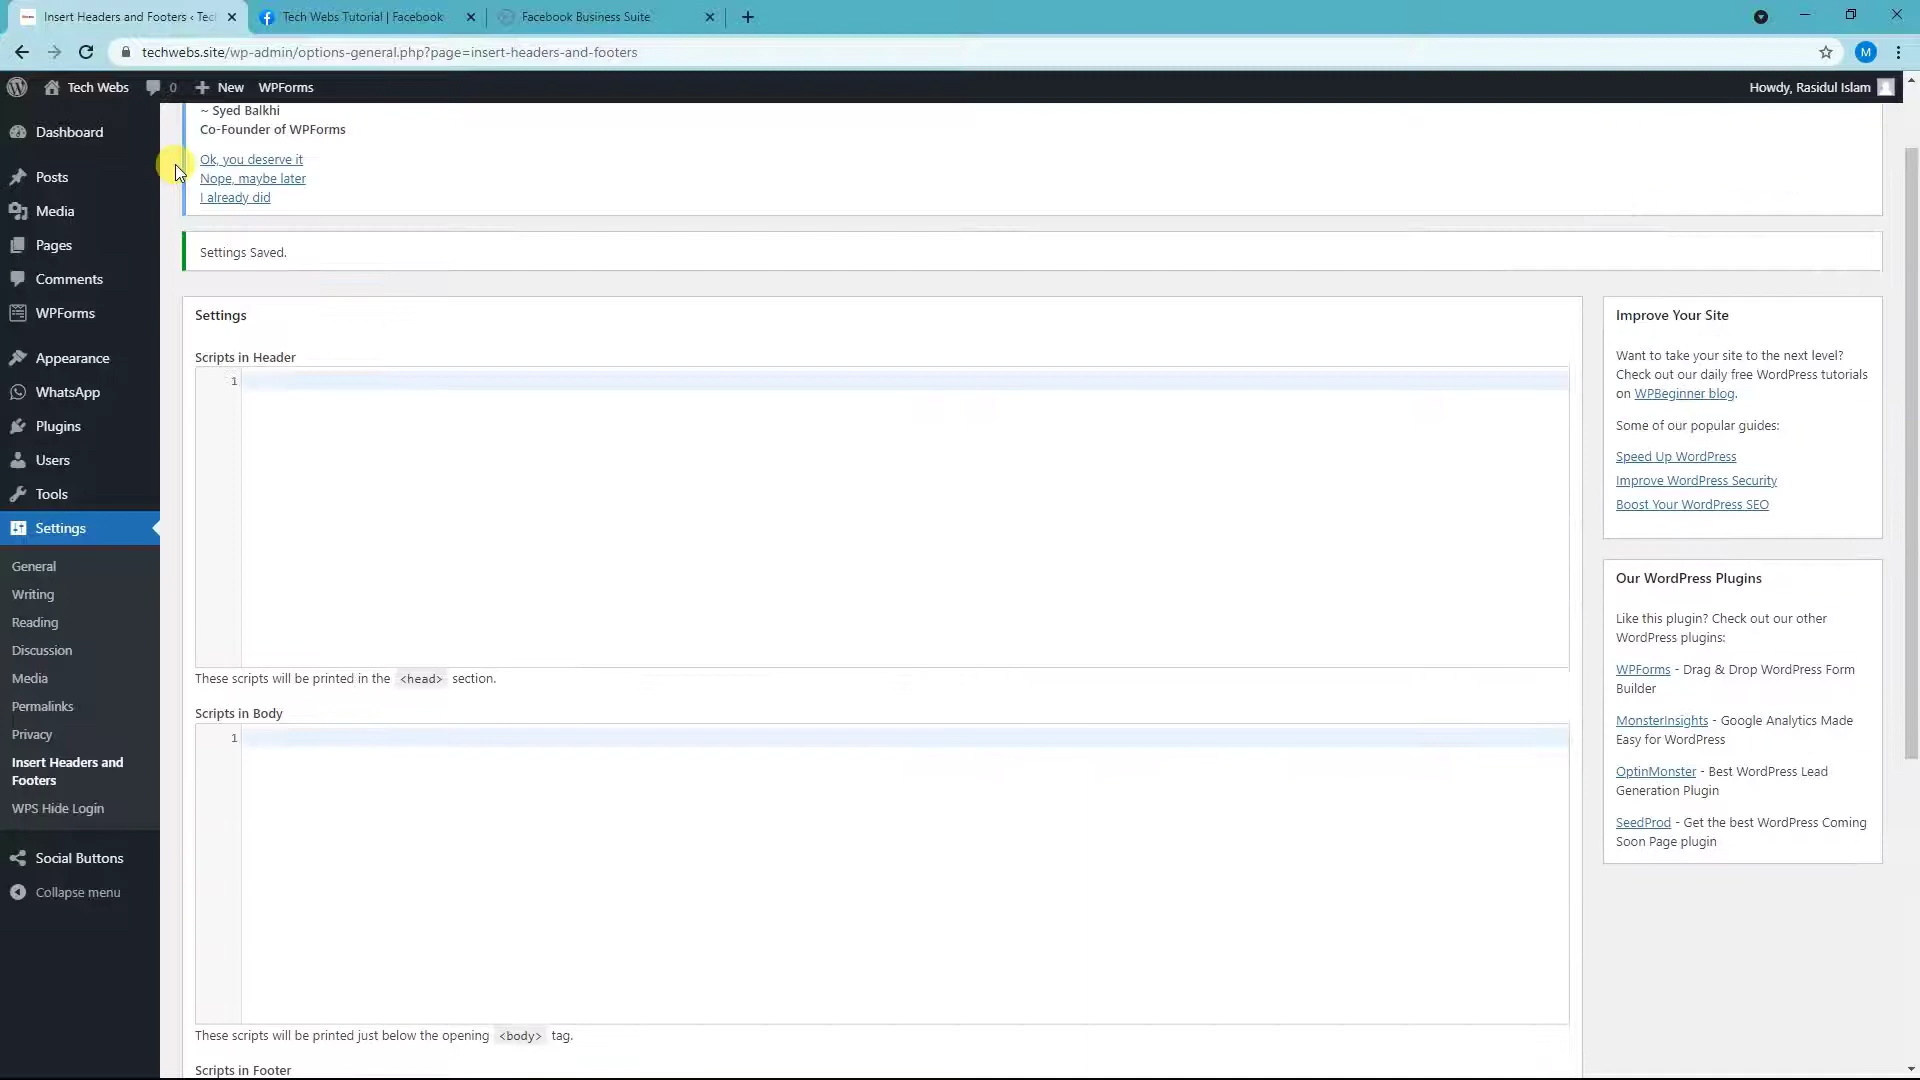 Insert Headers and Footers ‹ Tec
Tech Webs Tutorial | Facebook
Facebook Business Suite
techwebs.site/wp-admin/options-general.php?page=insert-headers-and-footers
M
Tech Webs
0
New
WPForms
Howdy, Rasidul Islam
Dashboard
Posts
Media
Pages
Comments
WPForms
Appearance
WhatsApp
Plugins
Users
Tools
Settings
General
Writing
Reading
Discussion
Media
Permalinks
Privacy
Insert Headers and
Footers
WPS Hide Login
Social Buttons
Collapse menu
~ Syed Balkhi
Co-Founder of WPForms
Ok, you deserve it
Nope, maybe later
I already did
Settings Saved.
Settings
Scripts in Header
1
These scripts will be printed in the <head> section.
Scripts in Body
1
These scripts will be printed just below the opening <body> tag.
Scripts in Footer
Improve Your Site
Want to take your site to the next level?
Check out our daily free WordPress tutorials
on WPBeginner blog.
Some of our popular guides:
Speed Up WordPress
Improve WordPress Security
Boost Your WordPress SEO
Our WordPress Plugins
Like this plugin? Check out our other
WordPress plugins:
WPForms - Drag & Drop WordPress Form
Builder
MonsterInsights - Google Analytics Made
Easy for WordPress
OptinMonster - Best WordPress Lead
Generation Plugin
SeedProd - Get the best WordPress Coming
Soon Page plugin